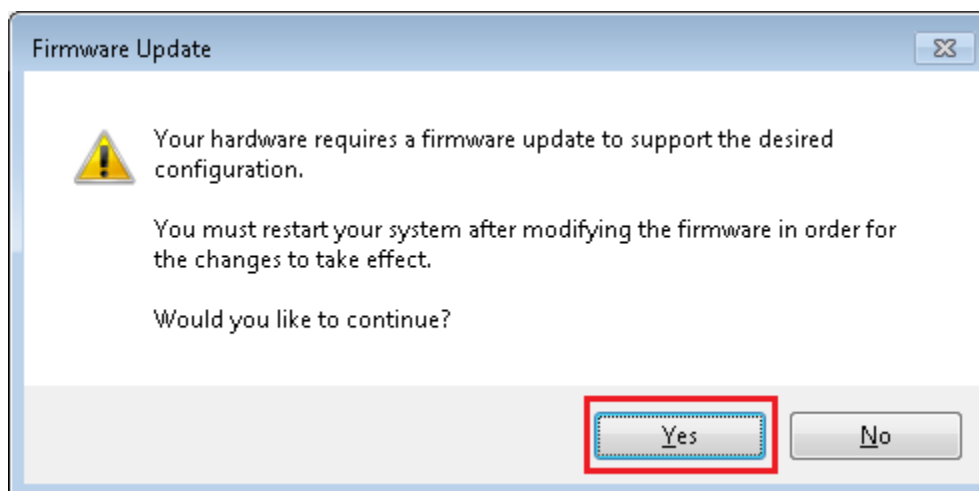 Firmware Update
Your hardware requires a firmware update to support the desired
configuration.
You must restart your system after modifying the firmware in order for
the changes to take effect.
Would you like to continue?
Yes
No